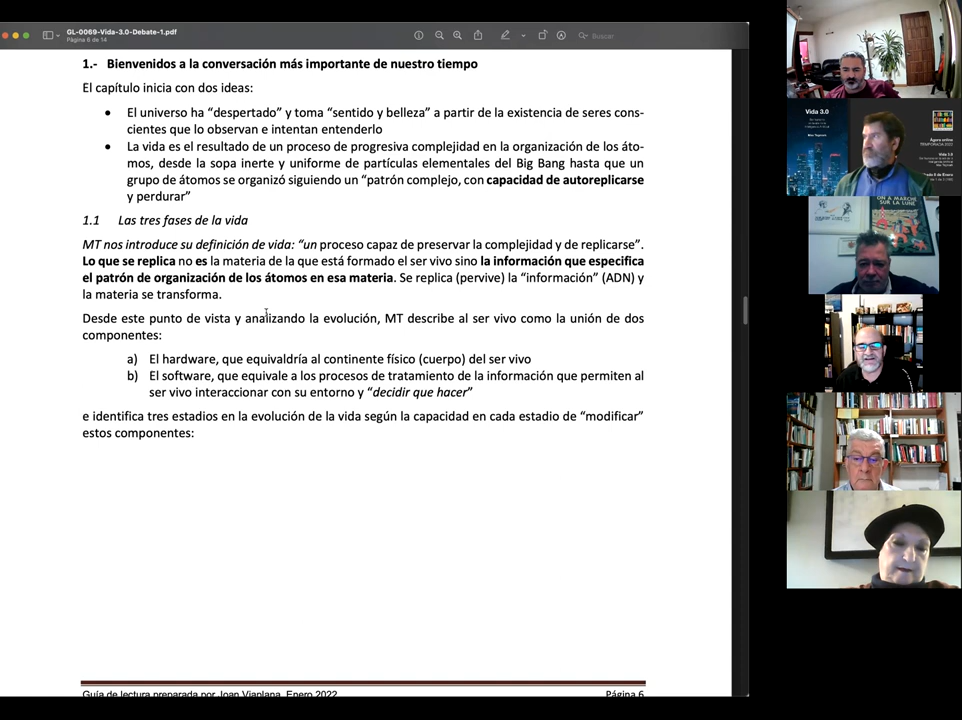 GL-0069-Vida-3.0-Debate-1.pdf
Página 6 de 14
Buscar
1.- Bienvenidos a la conversación más importante de nuestro tiempo
El capítulo inicia con dos ideas:
• El universo ha “despertado” y toma “sentido y belleza” a partir de la existencia de seres cons-
cientes que lo observan e intentan entenderlo
• La vida es el resultado de un proceso de progresiva complejidad en la organización de los áto-
mos, desde la sopa inerte y uniforme de partículas elementales del Big Bang hasta que un
grupo de átomos se organizó siguiendo un “patrón complejo, con capacidad de autoreplicarse
y perdurar”
1.1 Las tres fases de la vida
MT nos introduce su definición de vida: “un proceso capaz de preservar la complejidad y de replicarse”.
Lo que se replica no es la materia de la que está formado el ser vivo sino la información que especifica
el patrón de organización de los átomos en esa materia. Se replica (pervive) la “información” (ADN) y
la materia se transforma.
Desde este punto de vista y analizando la evolución, MT describe al ser vivo como la unión de dos
componentes:
a) El hardware, que equivaldría al continente físico (cuerpo) del ser vivo
b) El software, que equivale a los procesos de tratamiento de la información que permiten al
ser vivo interaccionar con su entorno y “decidir que hacer”
e identifica tres estadios en la evolución de la vida según la capacidad en cada estadio de “modificar”
estos componentes:
Guía de lectura preparada por Joan Viaplana. Enero 2022
Página 6
Vida 3.0
Ágora online
TEMPORADA 2022
Vida 3.0
ON A MARCHÉ
SUR LA LUNE